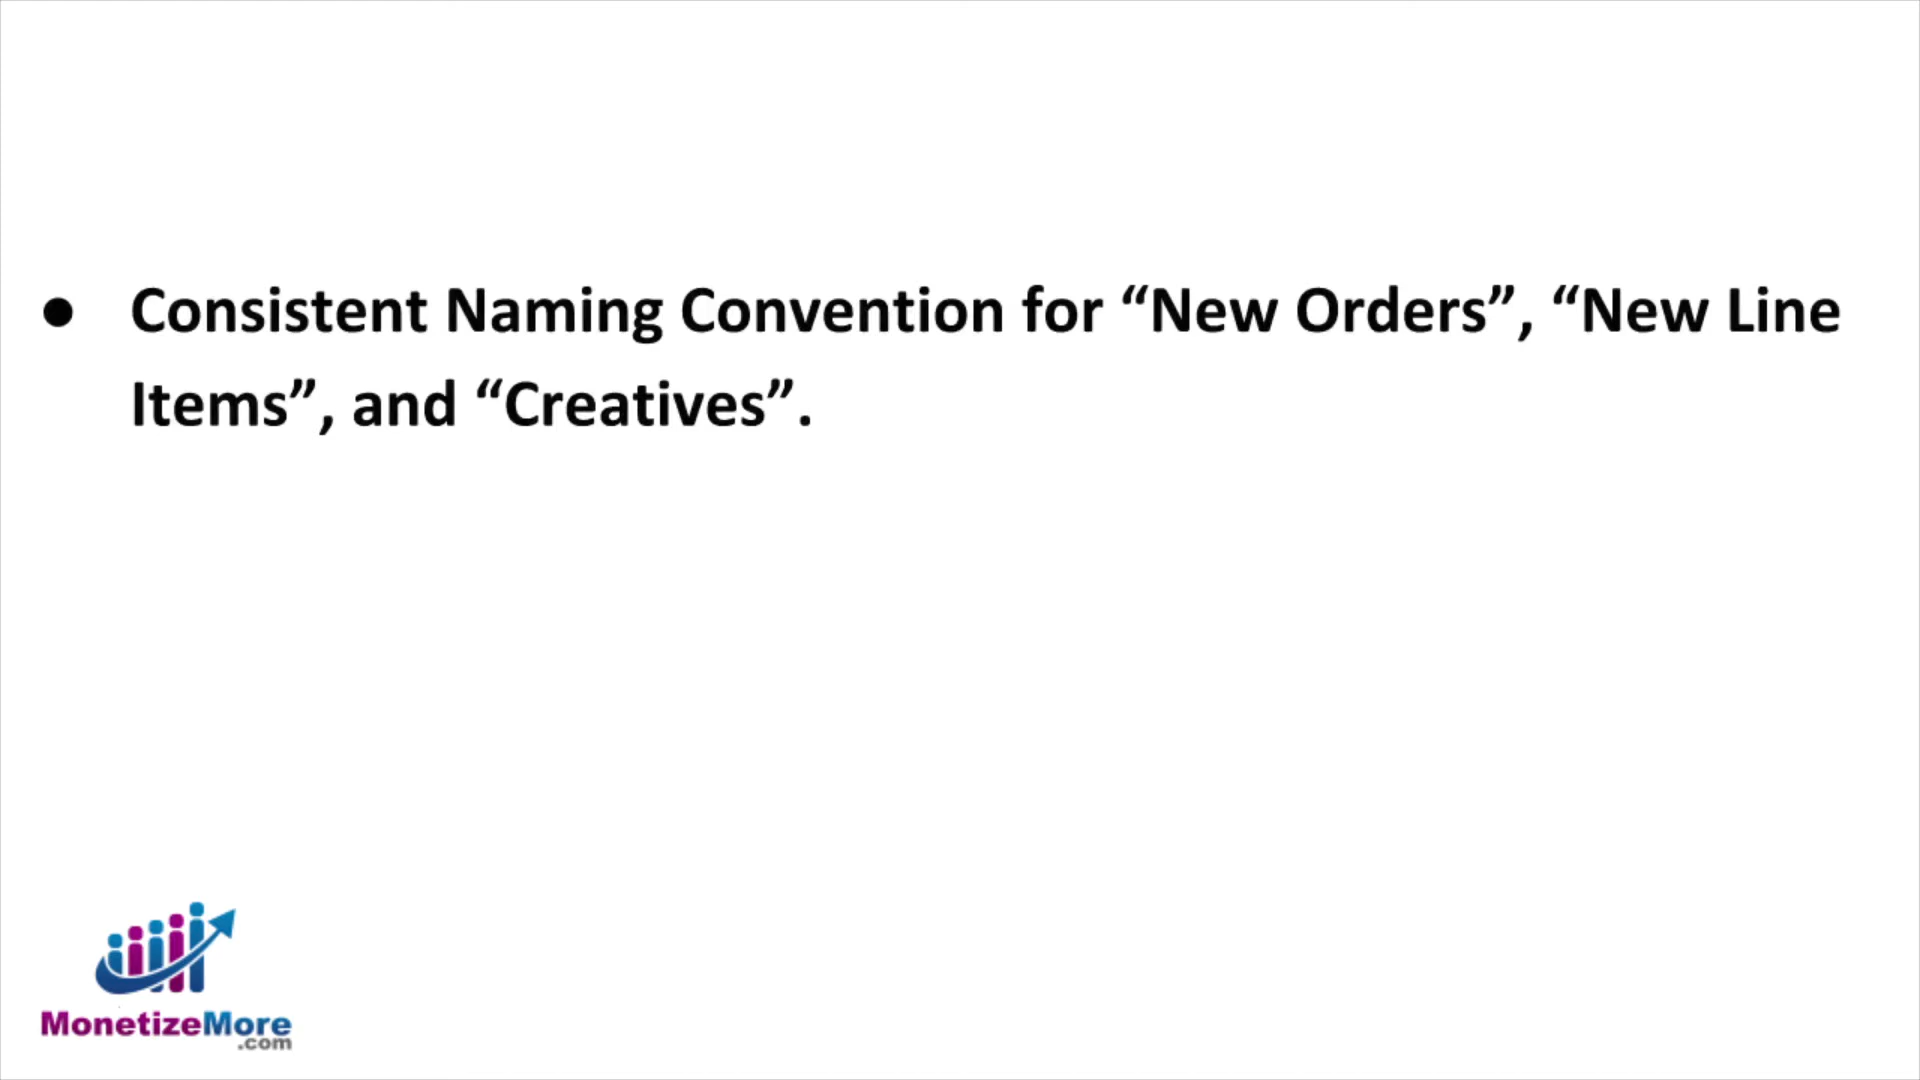 ● Consistent Naming Convention for “New Orders”, “New Line
Items”, and “Creatives”.
MonetizeMore
.com